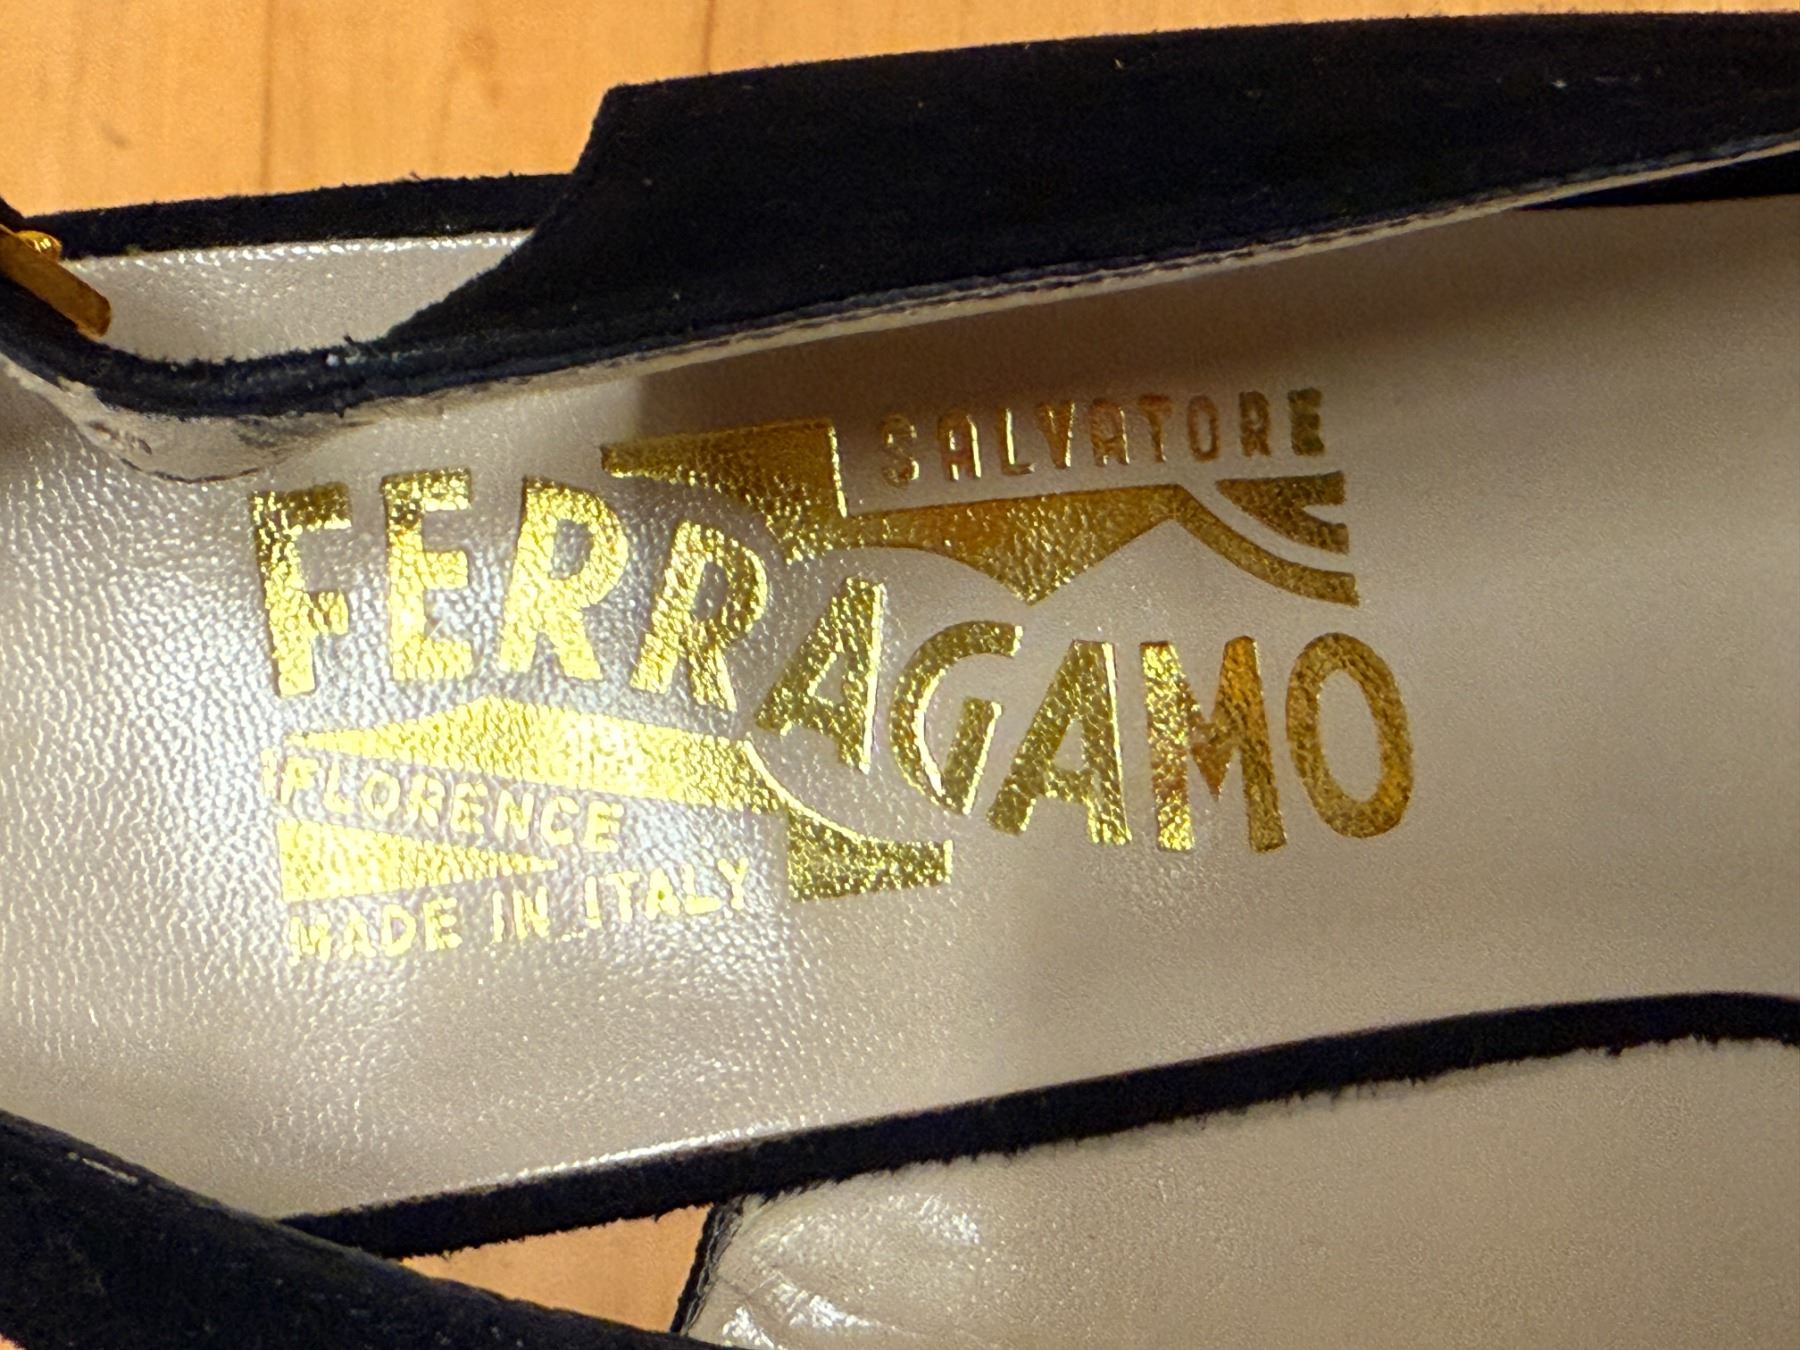 SALVATORE
FERRAGAMO
FLORENCE
MADE IN ITALY